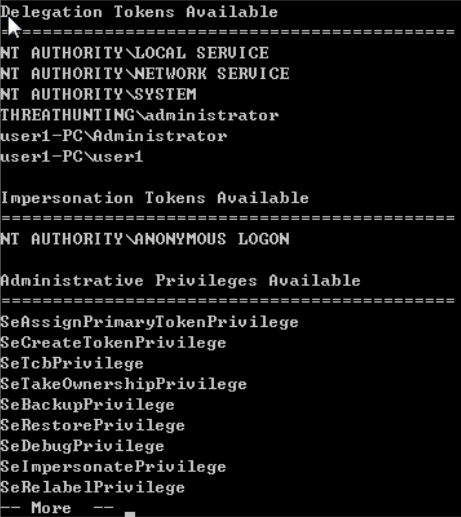 Delegation Tokens Available
============================================
NT AUTHORITY\LOCAL SERVICE
NT AUTHORITY\NETWORK SERVICE
NT AUTHORITY\SYSTEM
THREATHUNTING\administrator
user1-PC\Administrator
user1-PC\user1
Impersonation Tokens Available
============================================
NT AUTHORITY\ANONYMOUS LOGON
Administrative Privileges Available
============================================
SeAssignPrimaryTokenPrivilege
SeCreateTokenPrivilege
SeTcbPrivilege
SeTakeOwnershipPrivilege
SeBackupPrivilege
SeRestorePrivilege
SeDebugPrivilege
SeImpersonatePrivilege
SeRelabelPrivilege
-- More  -- _